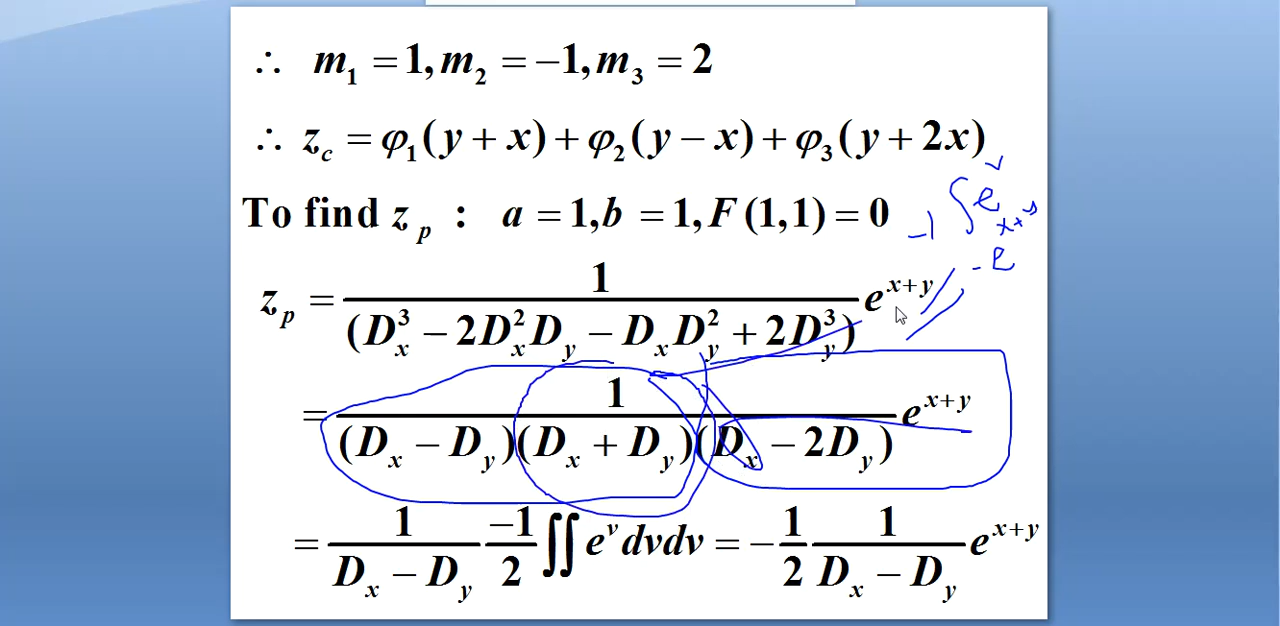 ∴ m₁ = 1, m₂ = −1, m₃ = 2
∴ z_c = φ₁(y + x) + φ₂(y − x) + φ₃(y + 2x)
To find z_p : a = 1, b = 1, F(1,1) = 0
−1 ∫ e^v
− e^{x+y}
z_p = 1 / (D_x³ − 2D_x²D_y − D_xD_y² + 2D_y³) e^{x+y}
= 1 / ((D_x − D_y)(D_x + D_y)(D_x − 2D_y)) e^{x+y}
= 1/(D_x − D_y) −1/2 ∬ e^v dvdv = − 1/2 1/(D_x − D_y) e^{x+y}